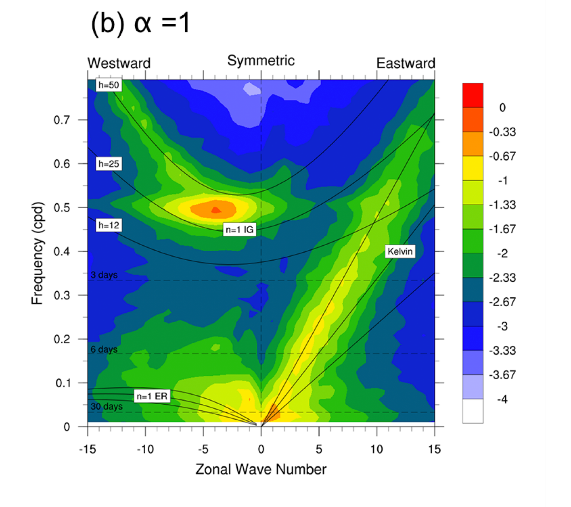 (b) α =1
Westward Symmetric Eastward
h=50
h=25
h=12
n=1 IG
Kelvin
3 days
6 days
n=1 ER
30 days
0.7
0.6
0.5
0.4
0.3
0.2
0.1
0
Frequency (cpd)
-15 -10 -5 0 5 10 15
Zonal Wave Number
0
-0.33
-0.67
-1
-1.33
-1.67
-2
-2.33
-2.67
-3
-3.33
-3.67
-4